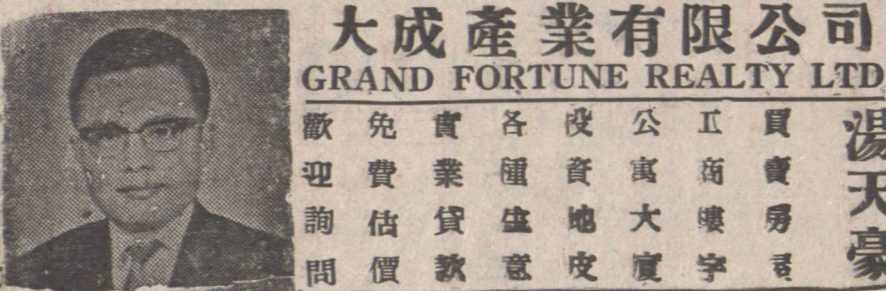 大成產業有限公司
GRAND FORTUNE REALTY LTD
湯天豪
買賣房
工商樓宇
公寓大廈
投資地皮
各種生意
實業貸款
免費估價
歡迎詢問